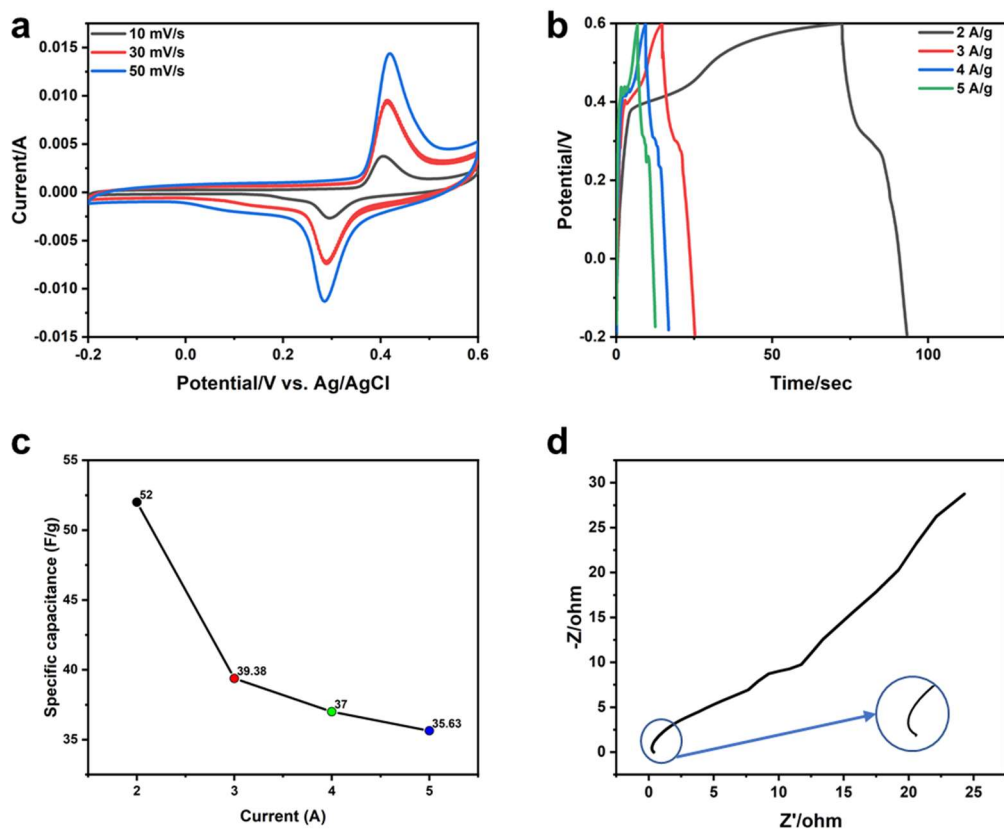 a
10 mV/s
30 mV/s
50 mV/s
Current/A
0.015
0.010
0.005
0.000
-0.005
-0.010
-0.015
-0.2 0.0 0.2 0.4 0.6
Potential/V vs. Ag/AgCl
b
2 A/g
3 A/g
4 A/g
5 A/g
Potential/V
0.6
0.4
0.2
0.0
-0.2
0 50 100
Time/sec
c
Specific capacitance (F/g)
55
50
45
40
35
52
39.38
37
35.63
2 3 4 5
Current (A)
d
-Z/ohm
30
25
20
15
10
5
0
0 5 10 15 20 25
Z'/ohm